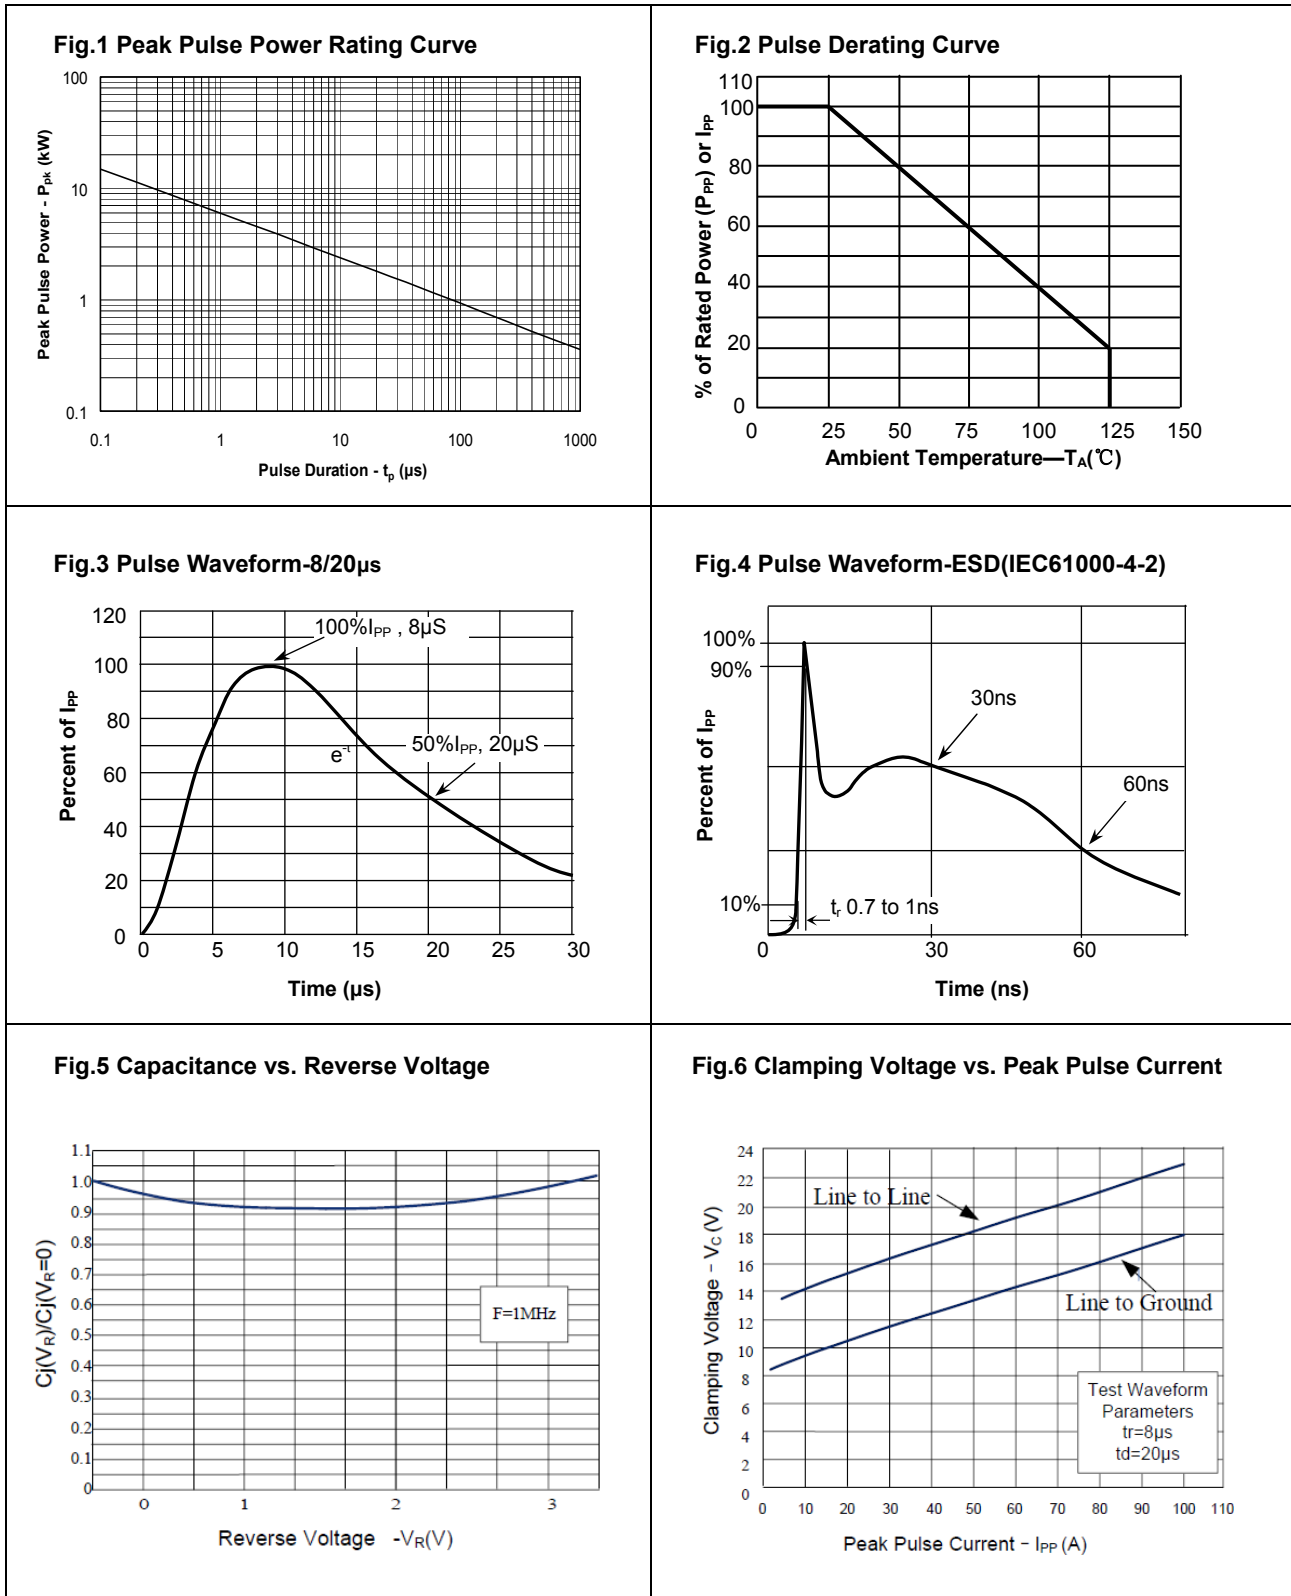 Fig.1 Peak Pulse Power Rating Curve
Peak Pulse Power - Ppk (kW)
100
10
1
0.1
0.1 1 10 100 1000
Pulse Duration - tp (µs)
Fig.2 Pulse Derating Curve
% of Rated Power (PPP) or IPP
110
100
80
60
40
20
0
0 25 50 75 100 125 150
Ambient Temperature—TA(℃)
Fig.3 Pulse Waveform-8/20µs
Percent of IPP
120
100
80
60
40
20
0
100%IPP , 8µS
e-t
50%IPP, 20µS
0 5 10 15 20 25 30
Time (µs)
Fig.4 Pulse Waveform-ESD(IEC61000-4-2)
Percent of IPP
100%
90%
10%
30ns
60ns
tr 0.7 to 1ns
0 30 60
Time (ns)
Fig.5 Capacitance vs. Reverse Voltage
Cj(VR)/Cj(VR=0)
1.1
1.0
0.9
0.8
0.7
0.6
0.5
0.4
0.3
0.2
0.1
0
F=1MHz
0 1 2 3
Reverse Voltage -VR(V)
Fig.6 Clamping Voltage vs. Peak Pulse Current
Clamping Voltage - VC (V)
24
22
20
18
16
14
12
10
8
6
4
2
0
Line to Line
Line to Ground
Test Waveform
Parameters
tr=8µs
td=20µs
0 10 20 30 40 50 60 70 80 90 100 110
Peak Pulse Current - IPP (A)